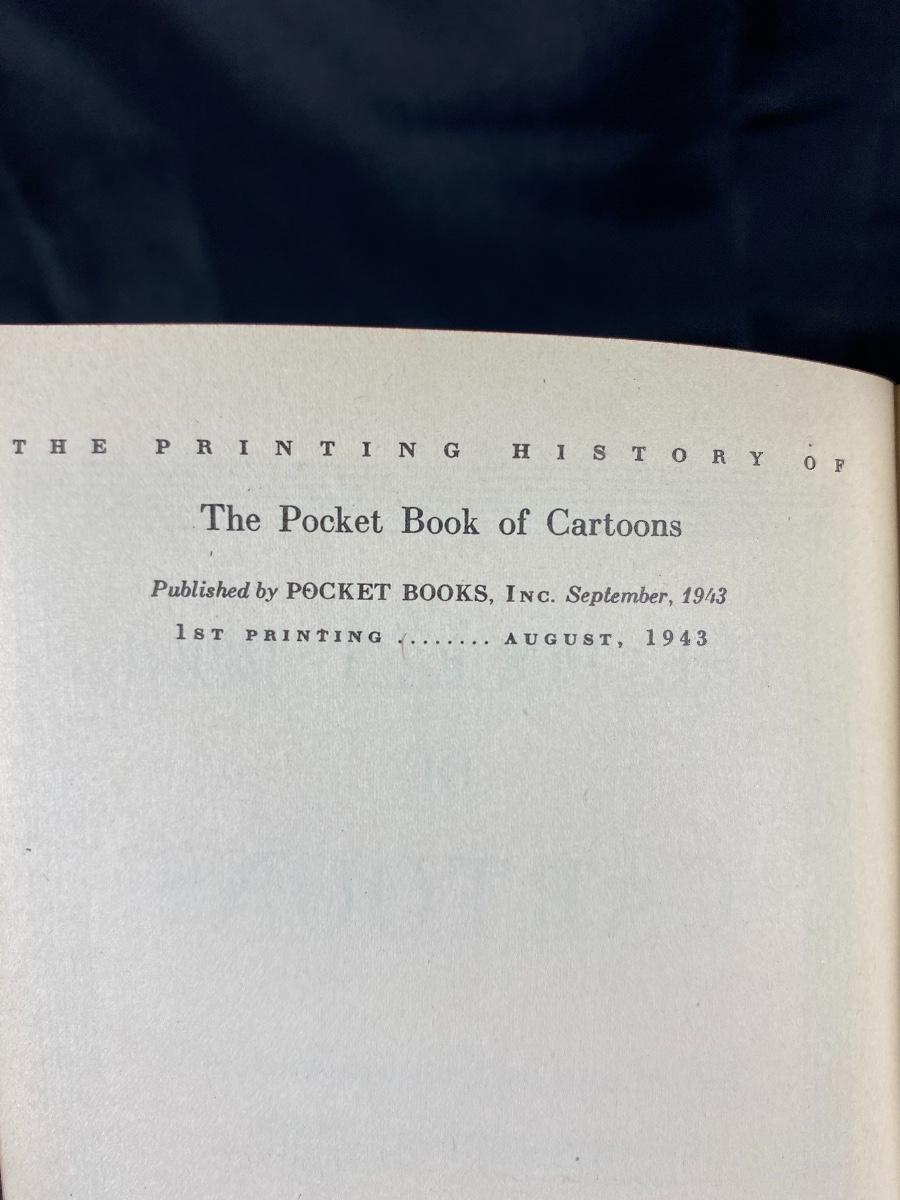 THE PRINTING HISTORY OF
The Pocket Book of Cartoons
Published by POCKET BOOKS, INC. September, 1943
1ST PRINTING ........ AUGUST, 1943